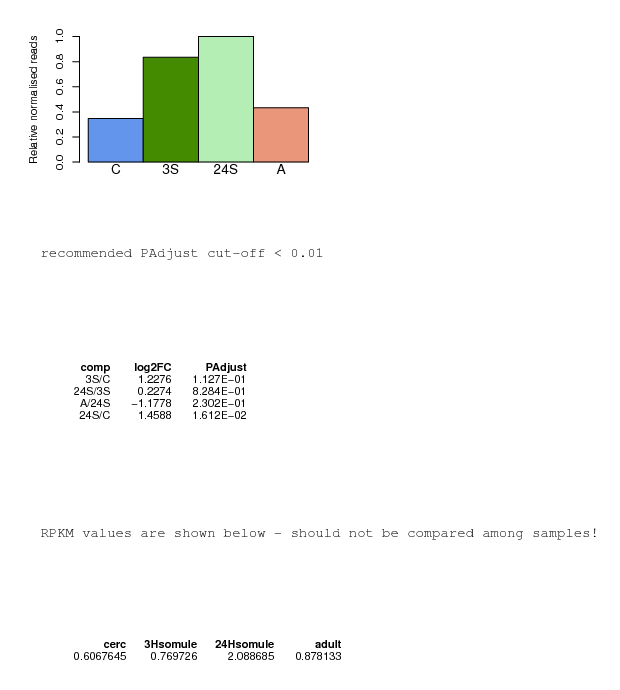 Relative normalised reads
1.0
0.8
0.6
0.4
0.2
0.0
C 3S 24S A
recommended PAdjust cut-off < 0.01
comp log2FC PAdjust
3S/C 1.2276 1.127E-01
24S/3S 0.2274 8.284E-01
A/24S -1.1778 2.302E-01
24S/C 1.4588 1.612E-02
RPKM values are shown below - should not be compared among samples!
cerc 3Hsomule 24Hsomule adult
0.6067645 0.769726 2.088685 0.878133